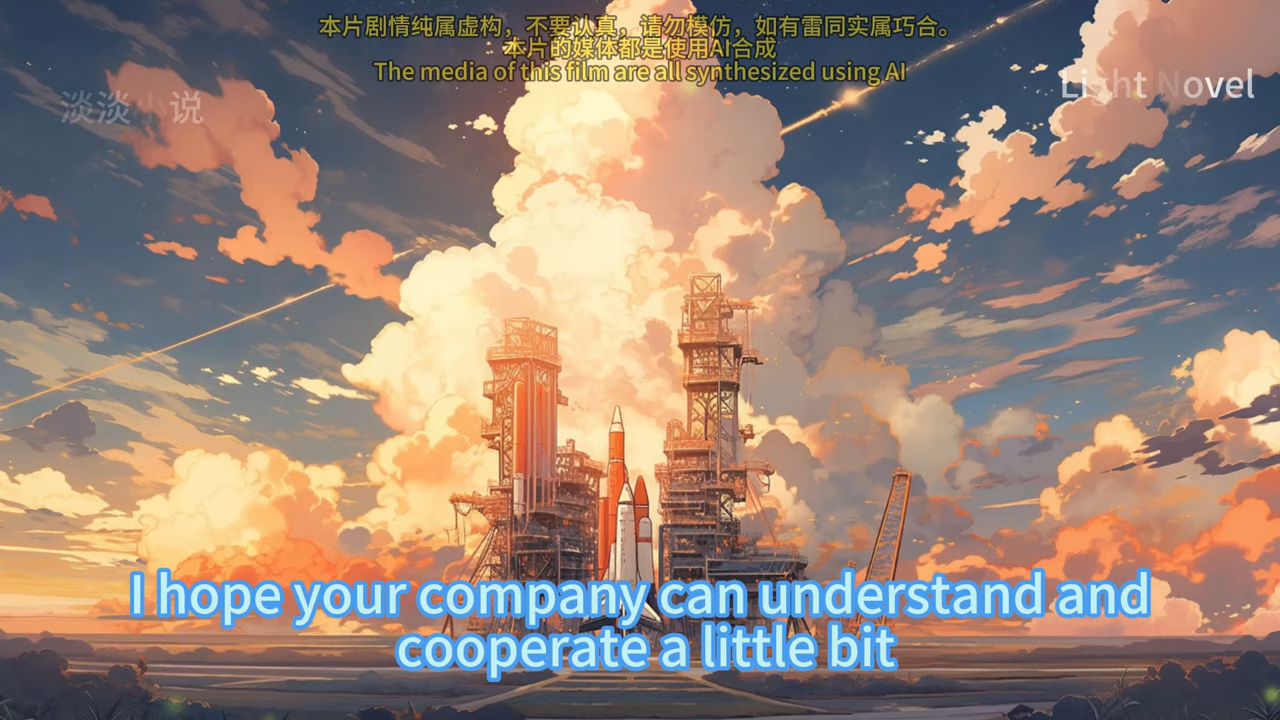 本片剧情纯属虚构，不要认真，请勿模仿，如有雷同实属巧合。
本片的媒体都是使用AI合成
The media of this film are all synthesized using AI
Light Novel
淡淡小说
I hope your company can understand and
cooperate a little bit